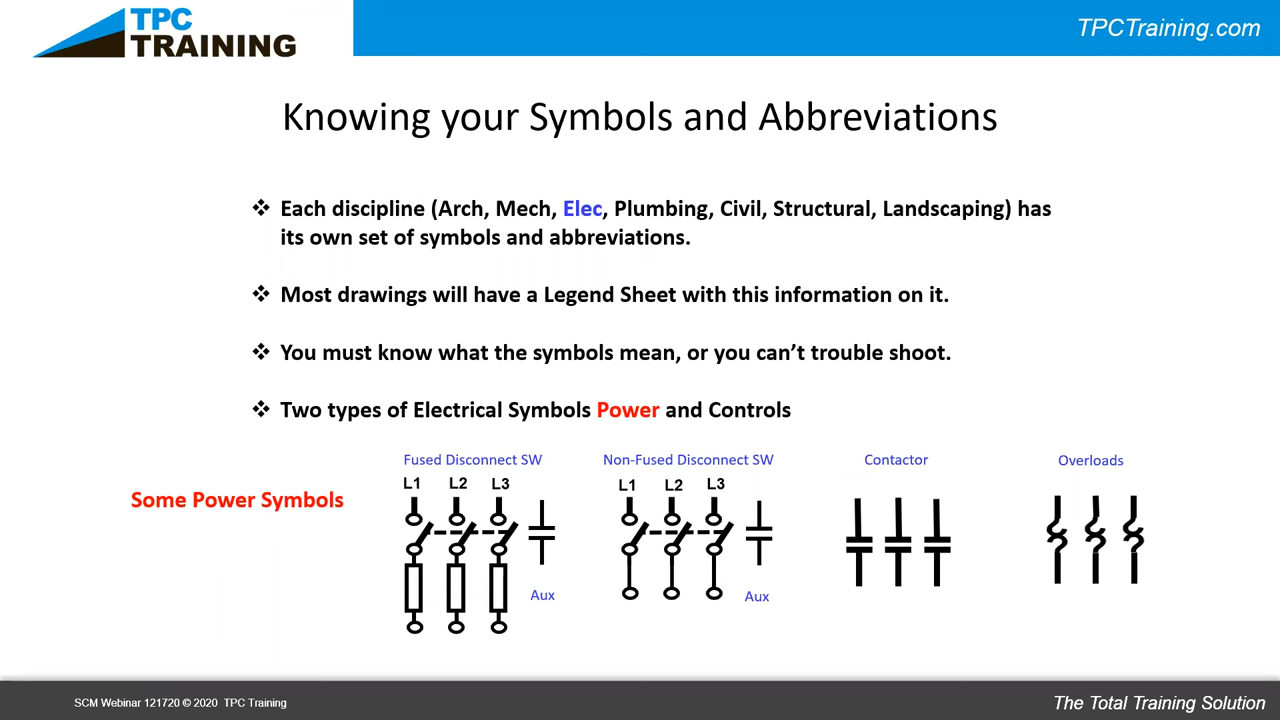 TPC
TRAINING
TPCTraining.com
Knowing your Symbols and Abbreviations
❖ Each discipline (Arch, Mech, Elec, Plumbing, Civil, Structural, Landscaping) has
its own set of symbols and abbreviations.
❖ Most drawings will have a Legend Sheet with this information on it.
❖ You must know what the symbols mean, or you can’t trouble shoot.
❖ Two types of Electrical Symbols Power and Controls
Some Power Symbols
Fused Disconnect SW
L1 L2 L3
Aux
Non-Fused Disconnect SW
L1 L2 L3
Aux
Contactor
Overloads
SCM Webinar 121720 © 2020 TPC Training
The Total Training Solution